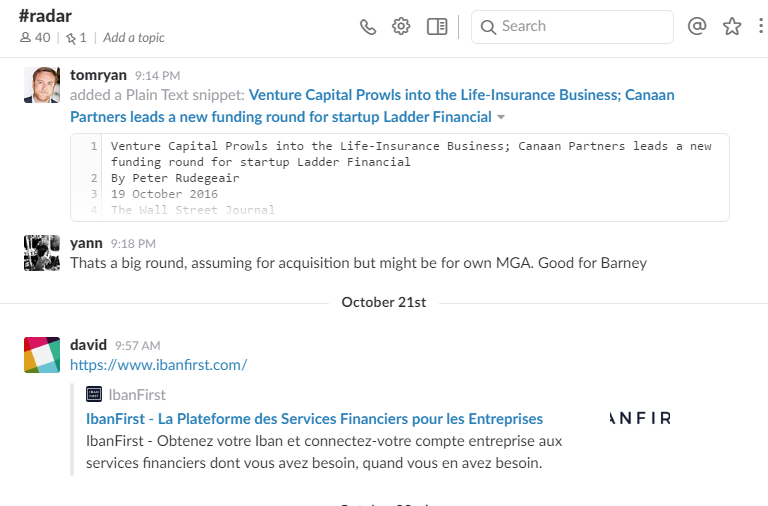 #radar
40 | 1 | Add a topic
Search
tomryan 9:14 PM
added a Plain Text snippet: Venture Capital Prowls into the Life-Insurance Business; Canaan
Partners leads a new funding round for startup Ladder Financial
1 Venture Capital Prowls into the Life-Insurance Business; Canaan Partners leads a new
funding round for startup Ladder Financial
2 By Peter Rudegeair
3 19 October 2016
4 The Wall Street Journal
yann 9:18 PM
Thats a big round, assuming for acquisition but might be for own MGA. Good for Barney
October 21st
david 9:57 AM
https://www.ibanfirst.com/
IbanFirst
IbanFirst - La Plateforme des Services Financiers pour les Entreprises
ANFIR
IbanFirst - Obtenez votre Iban et connectez-votre compte entreprise aux
services financiers dont vous avez besoin, quand vous en avez besoin.